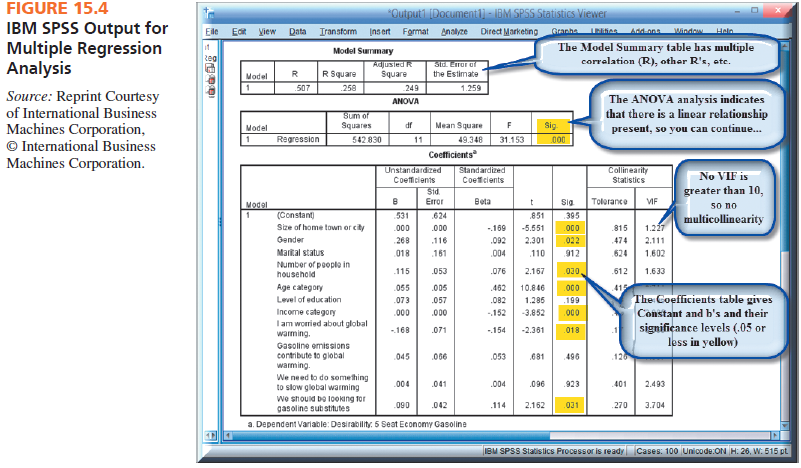 FIGURE 15.4
IBM SPSS Output for
Multiple Regression
Analysis
Source: Reprint Courtesy
of International Business
Machines Corporation,
© International Business
Machines Corporation.
*Output1 [Document1] - IBM SPSS Statistics Viewer
File Edit View Data Transform Insert Format Analyze Direct Marketing Graphs Utilities Add-ons Window Help
Reg
Model Summary
Model R R Square Adjusted R Square Std. Error of the Estimate
1 .507 .258 .249 1.259
The Model Summary table has multiple
correlation (R), other R's, etc.
ANOVA
Model Sum of Squares df Mean Square F Sig.
1 Regression 542.830 11 49.348 31.153 .000
The ANOVA analysis indicates
that there is a linear relationship
present, so you can continue...
Coefficientsª
Unstandardized Coefficients Standardized Coefficients Collinearity Statistics
Model B Std. Error Beta t Sig. Tolerance VIF
1 (Constant) .531 .624 .851 .395
Size of home town or city .000 .000 -.169 -5.551 .000 .815 1.227
Gender .268 .116 .092 2.301 .022 .474 2.111
Marital status .018 .161 .004 .110 .912 .624 1.602
Number of people in household .115 .053 .076 2.167 .030 .612 1.633
Age category .055 .005 .462 10.846 .000
Level of education .073 .057 .082 1.285 .199
Income category .000 .000 -.152 -3.852 .000
I am worried about global warming. -.168 .071 -.154 -2.361 .018
Gasoline emissions contribute to global warming. .045 .066 .053 .681 .496
We need to do something to slow global warming .004 .041 .004 .096 .923 .401 2.493
We should be looking for gasoline substitutes .090 .042 .114 2.162 .031 .270 3.704
No VIF is
greater than 10,
so no
multicollinearity
The Coefficients table gives
Constant and b's and their
significance levels (.05 or
less in yellow)
a. Dependent Variable: Desirability: 5 Seat Economy Gasoline
IBM SPSS Statistics Processor is ready Cases: 100 Unicode:ON H: 26, W: 515 pt.